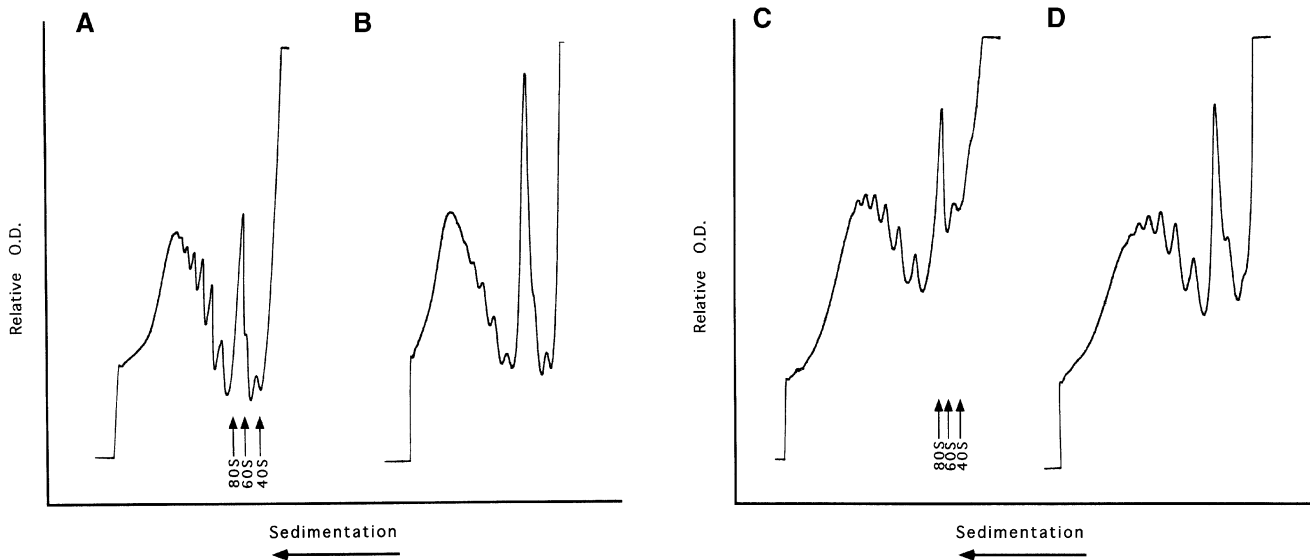 A
B
C
D
Relative O.D.
80S
60S
40S
Sedimentation
Relative O.D.
80S
60S
40S
Sedimentation